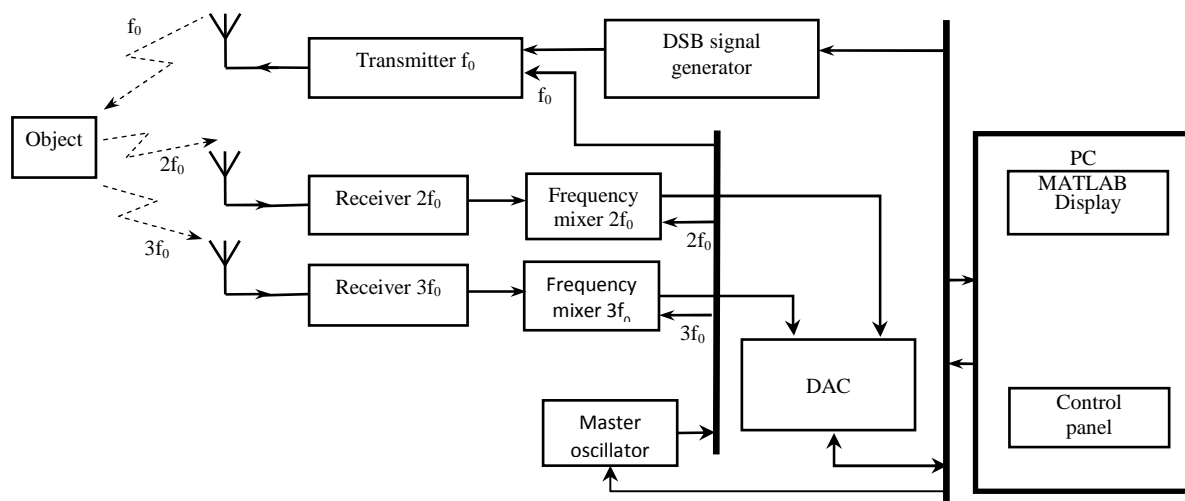 f₀
Transmitter f₀
DSB signal
generator
f₀
Object
2f₀
Receiver 2f₀
Frequency
mixer 2f₀
2f₀
PC
MATLAB
Display
3f₀
Receiver 3f₀
Frequency
mixer 3f₀
3f₀
DAC
Master
oscillator
Control
panel